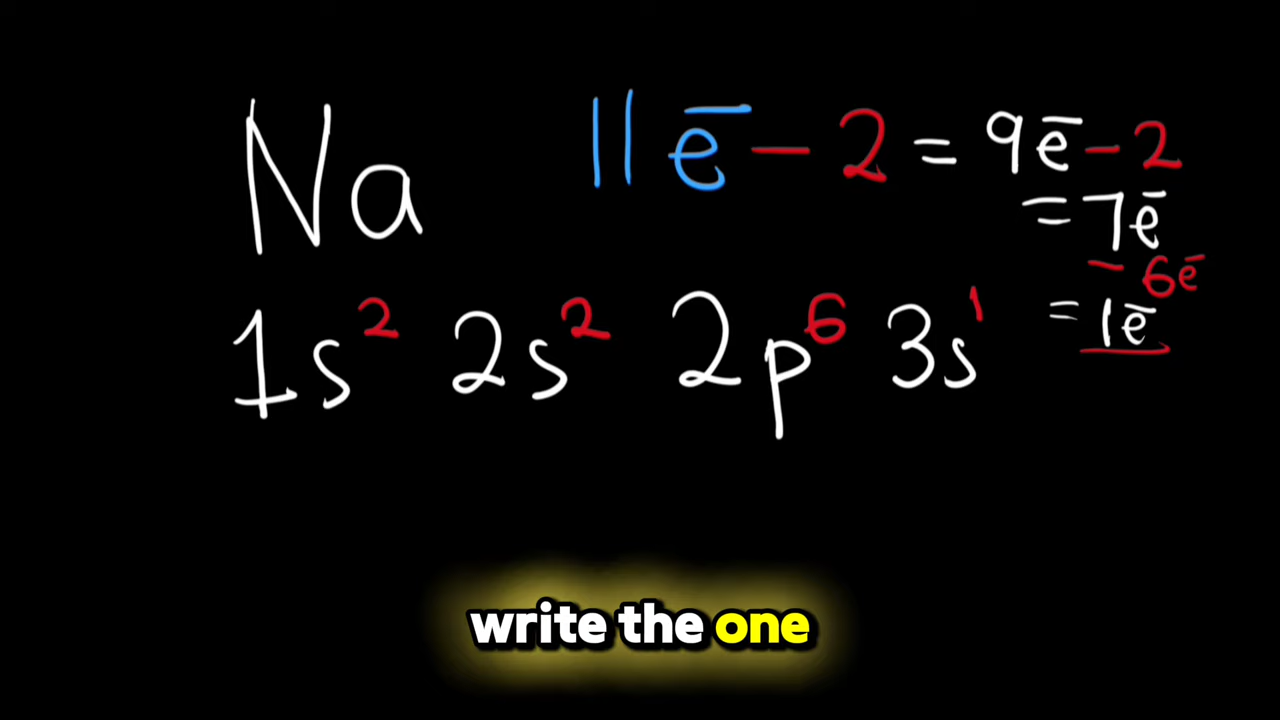 Na 11e̅ - 2 = 9e̅ - 2
= 7e̅
- 6e̅
= 1e̅
1s² 2s² 2p⁶ 3s¹
write the one